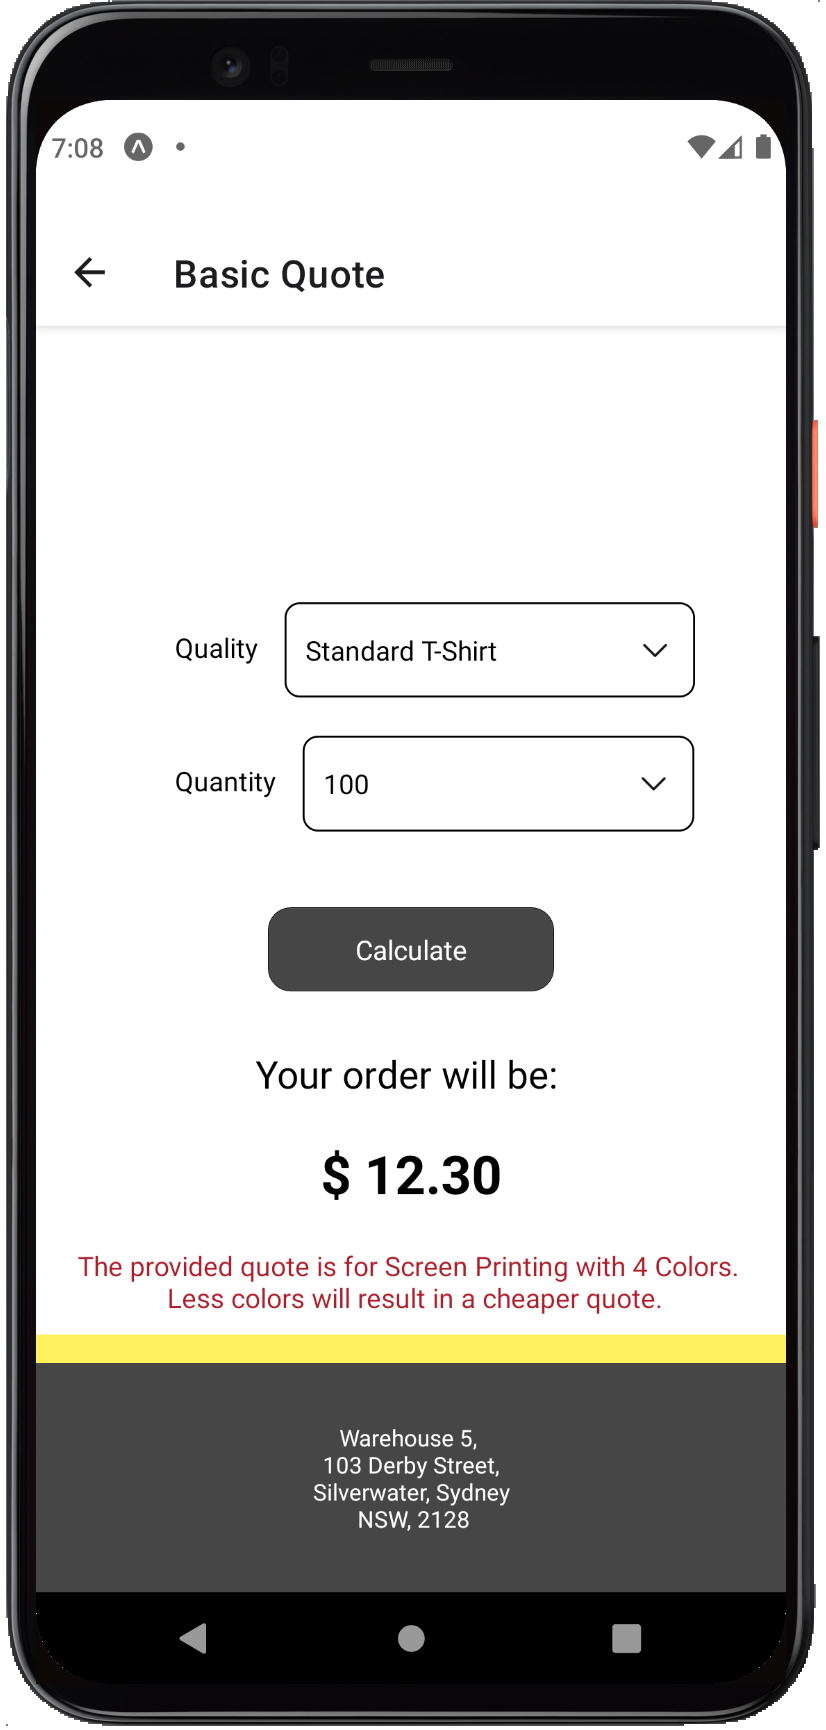 7:08
Basic Quote
Quality
Standard T-Shirt
Quantity
100
Calculate
Your order will be:
$ 12.30
The provided quote is for Screen Printing with 4 Colors.
Less colors will result in a cheaper quote.
Warehouse 5,
103 Derby Street,
Silverwater, Sydney
NSW, 2128